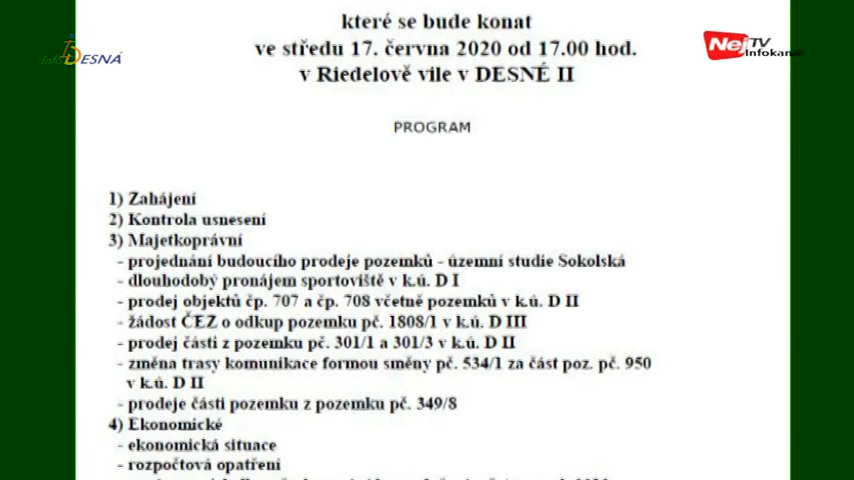 které se bude konat
ve středu 17. června 2020 od 17.00 hod.
v Riedelově vile v DESNÉ II
Info DESNÁ
Nej TV
Infokanál
PROGRAM
1) Zahájení
2) Kontrola usnesení
3) Majetkoprávní
- projednání budoucího prodeje pozemků - územní studie Sokolská
- dlouhodobý pronájem sportoviště v k.ú. D I
- prodej objektů čp. 707 a čp. 708 včetně pozemků v k.ú. D II
- žádost ČEZ o odkup pozemku pč. 1808/1 v k.ú. D III
- prodej části z pozemku pč. 301/1 a 301/3 v k.ú. D II
- změna trasy komunikace formou směny pč. 534/1 za část poz. pč. 950
v k.ú. D II
- prodeje části pozemku z pozemku pč. 349/8
4) Ekonomické
- ekonomická situace
- rozpočtová opatření